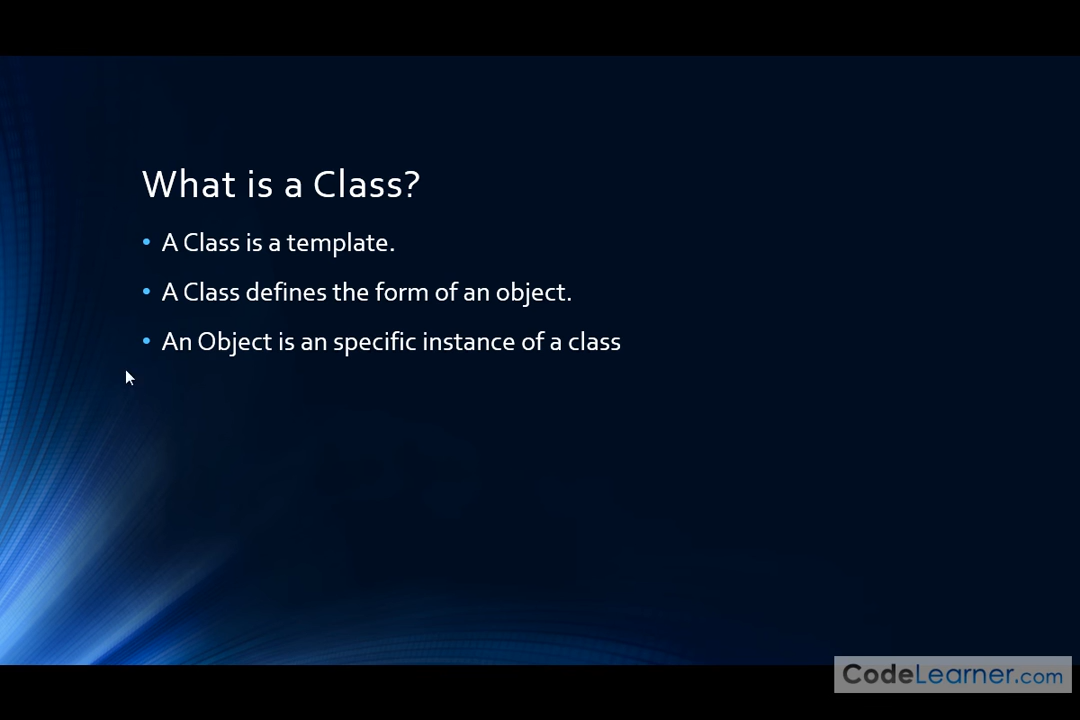 What is a Class?
• A Class is a template.
• A Class defines the form of an object.
• An Object is an specific instance of a class
CodeLearner.com